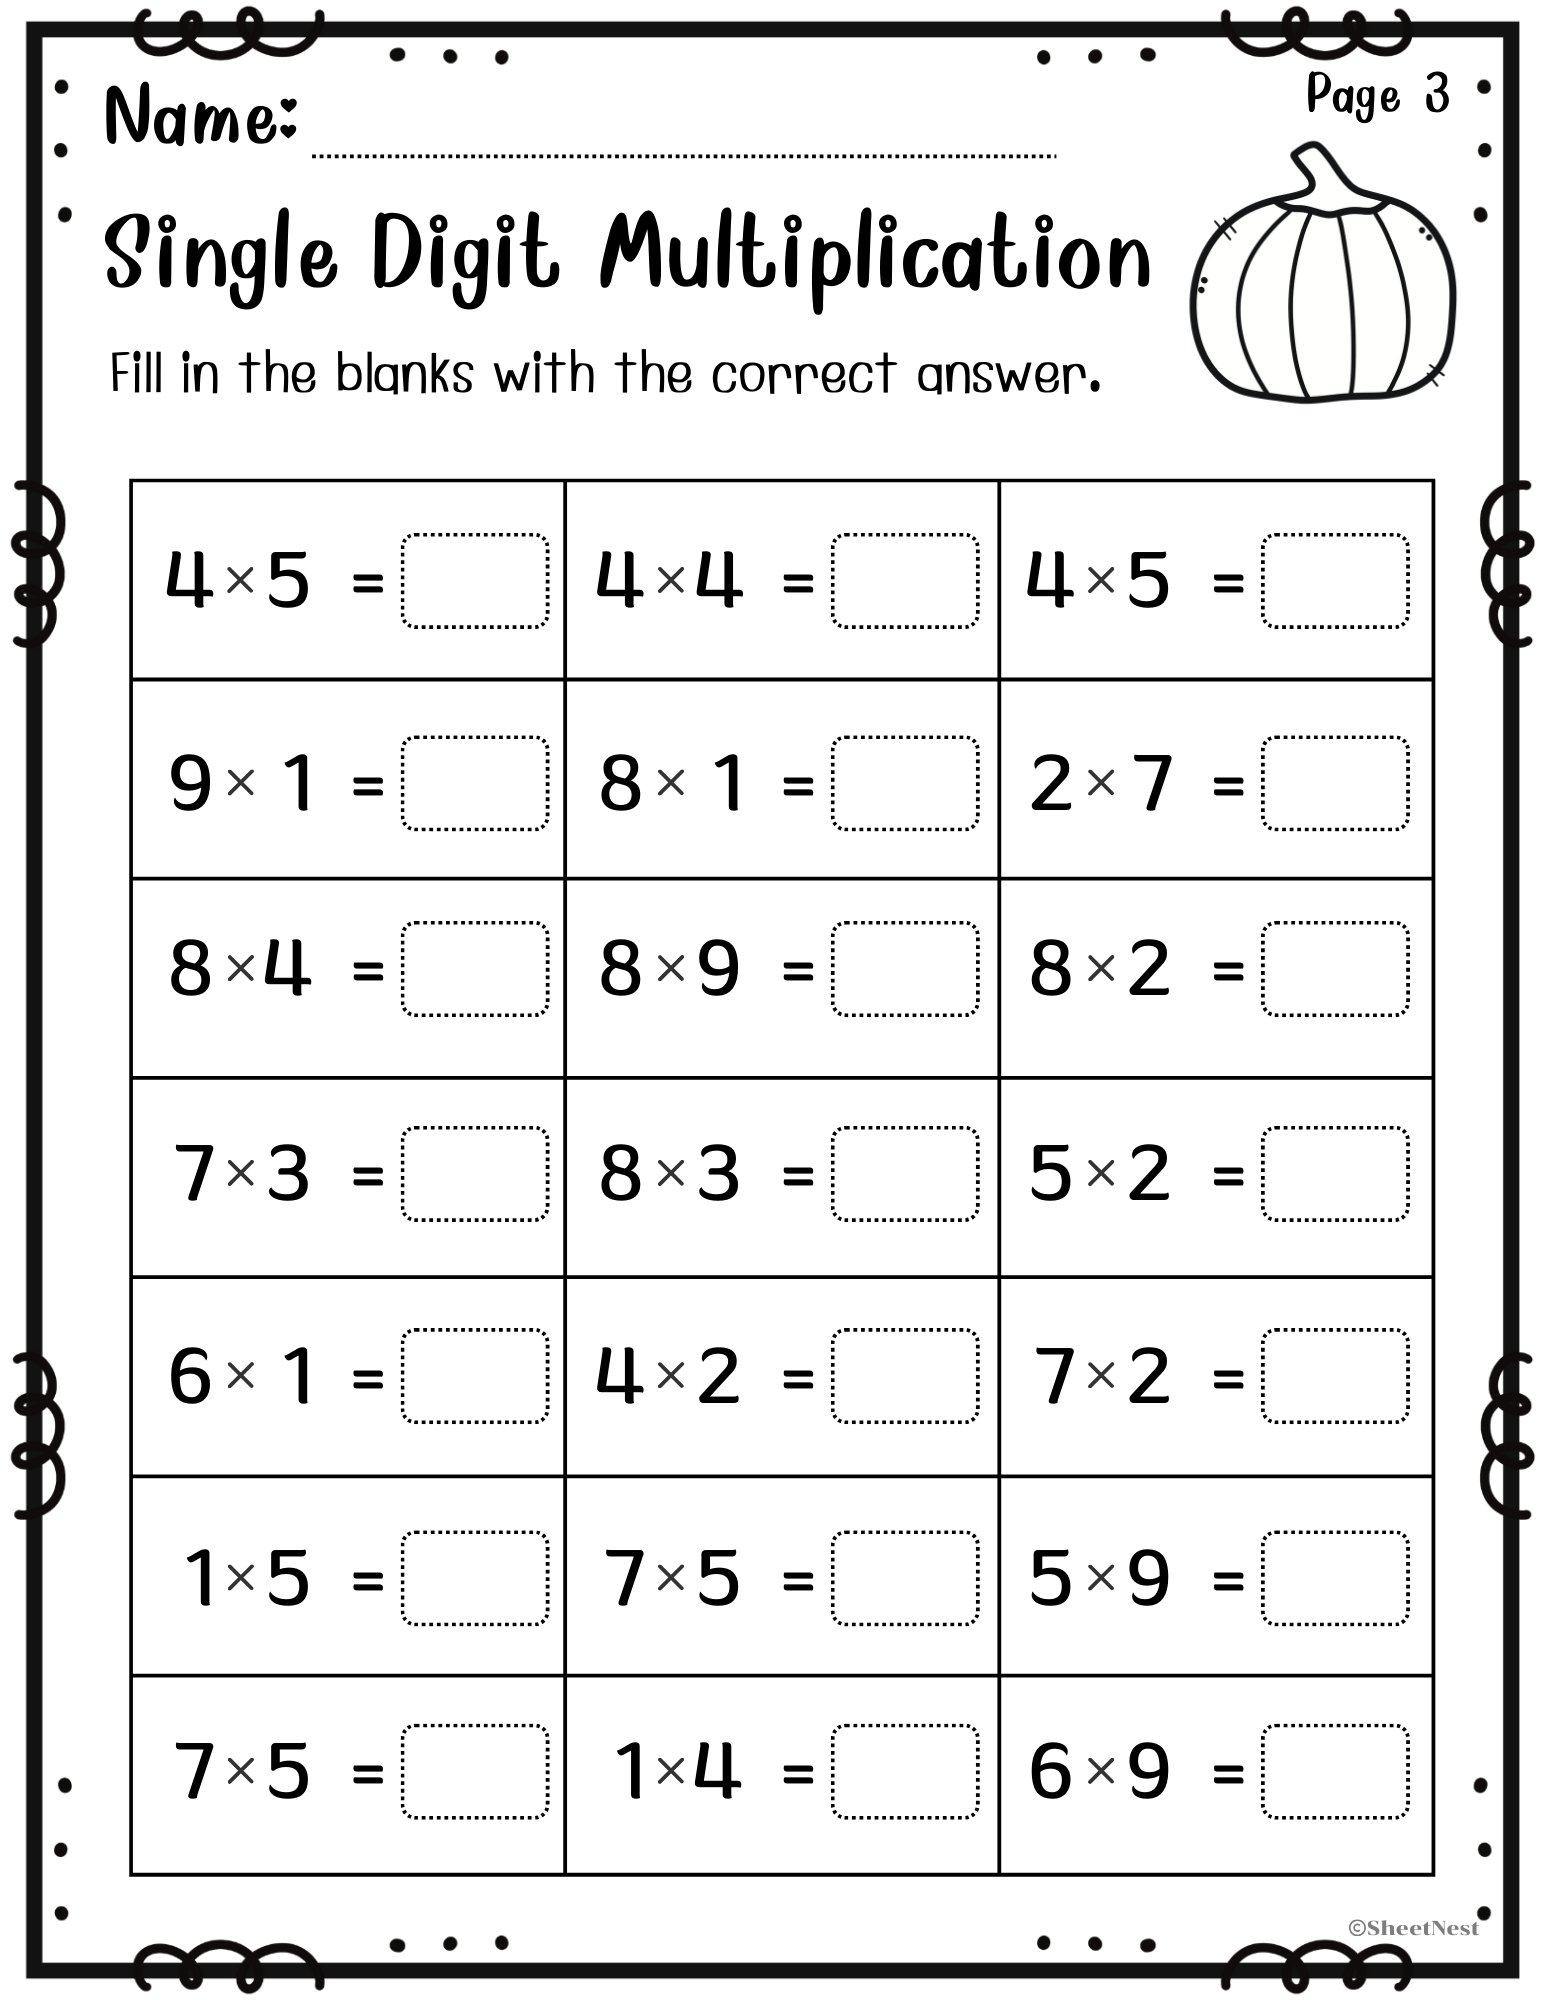 Page 3
Name:
Single Digit Multiplication
Fill in the blanks with the correct answer.
4 × 5 = 4 × 4 = 4 × 5 =
9 × 1 = 8 × 1 = 2 × 7 =
8 × 4 = 8 × 9 = 8 × 2 =
7 × 3 = 8 × 3 = 5 × 2 =
6 × 1 = 4 × 2 = 7 × 2 =
1 × 5 = 7 × 5 = 5 × 9 =
7 × 5 = 1 × 4 = 6 × 9 =
©SheetNest